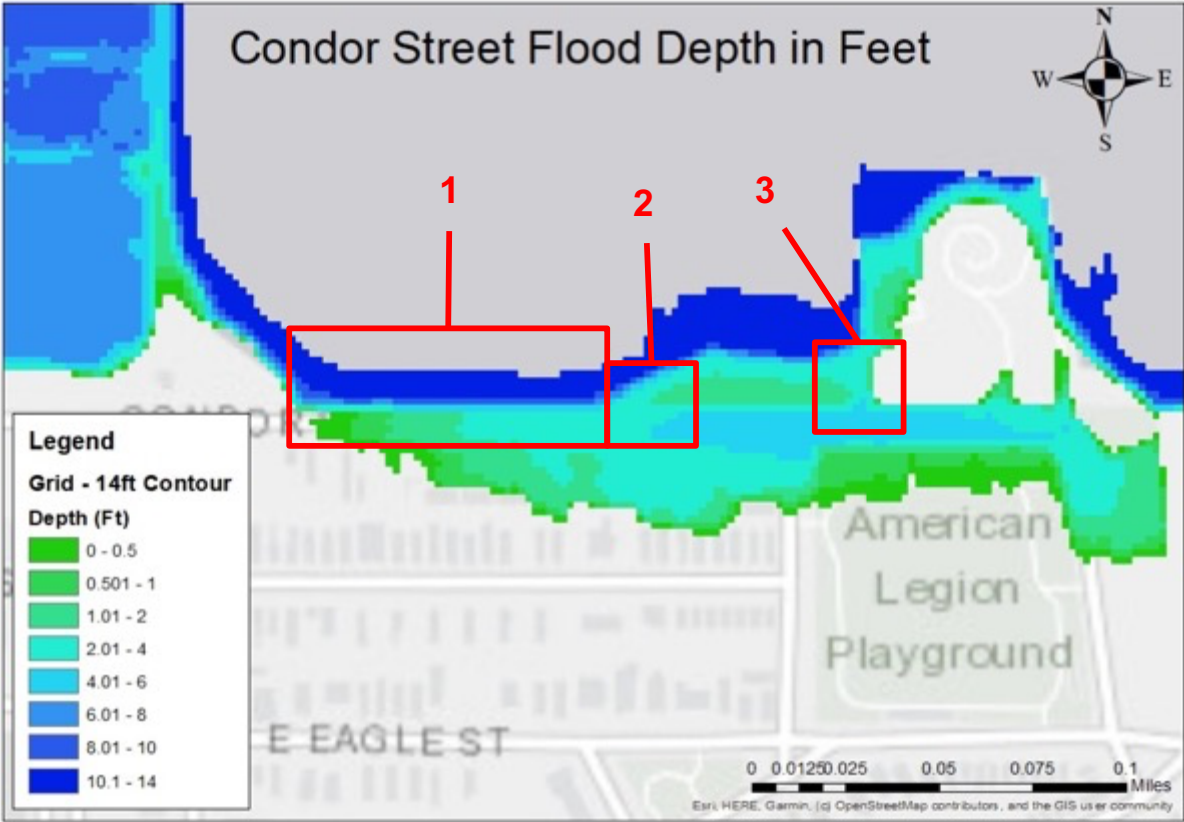 Condor Street Flood Depth in Feet
N
W E
S
1
2
3
CONDOR
Legend
Grid - 14ft Contour
Depth (Ft)
0 - 0.5
0.501 - 1
1.01 - 2
2.01 - 4
4.01 - 6
6.01 - 8
8.01 - 10
10.1 - 14
American
Legion
Playground
E EAGLE ST
0 0.01250.025 0.05 0.075 0.1
Miles
Esri, HERE, Garmin, (c) OpenStreetMap contributors, and the GIS user community